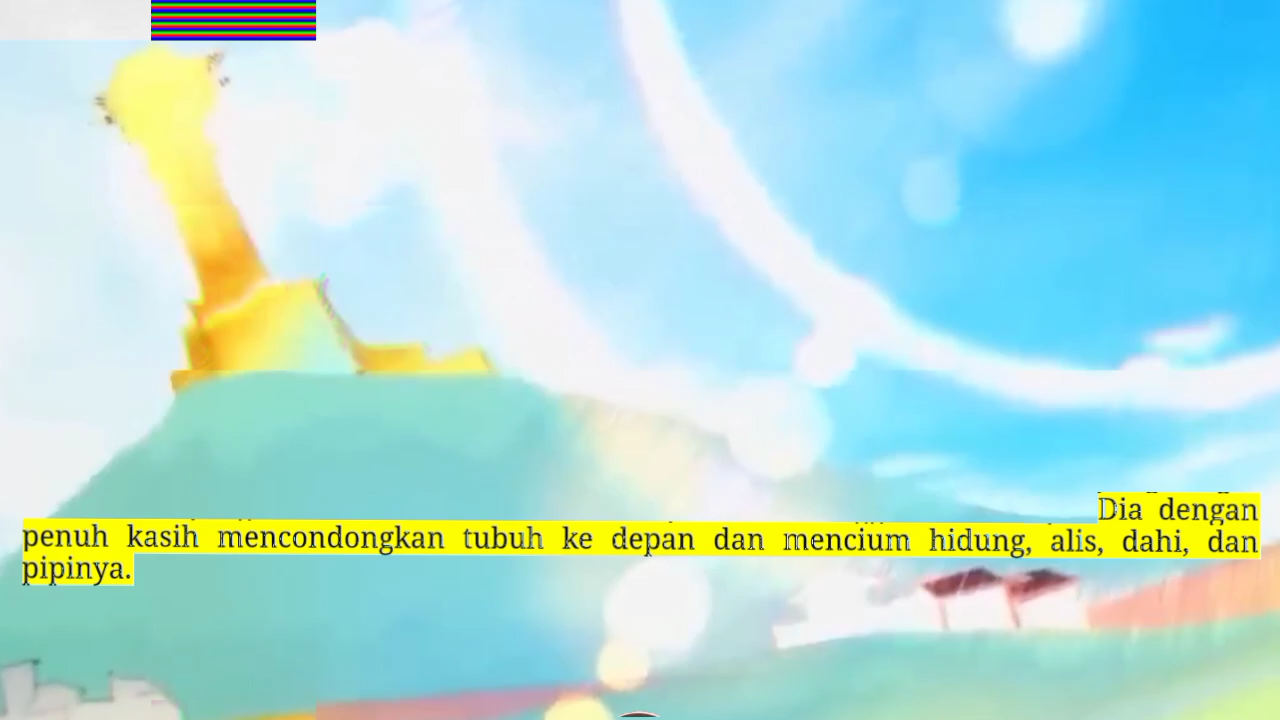 Dia dengan
penuh kasih mencondongkan tubuh ke depan dan mencium hidung, alis, dahi, dan
pipinya.